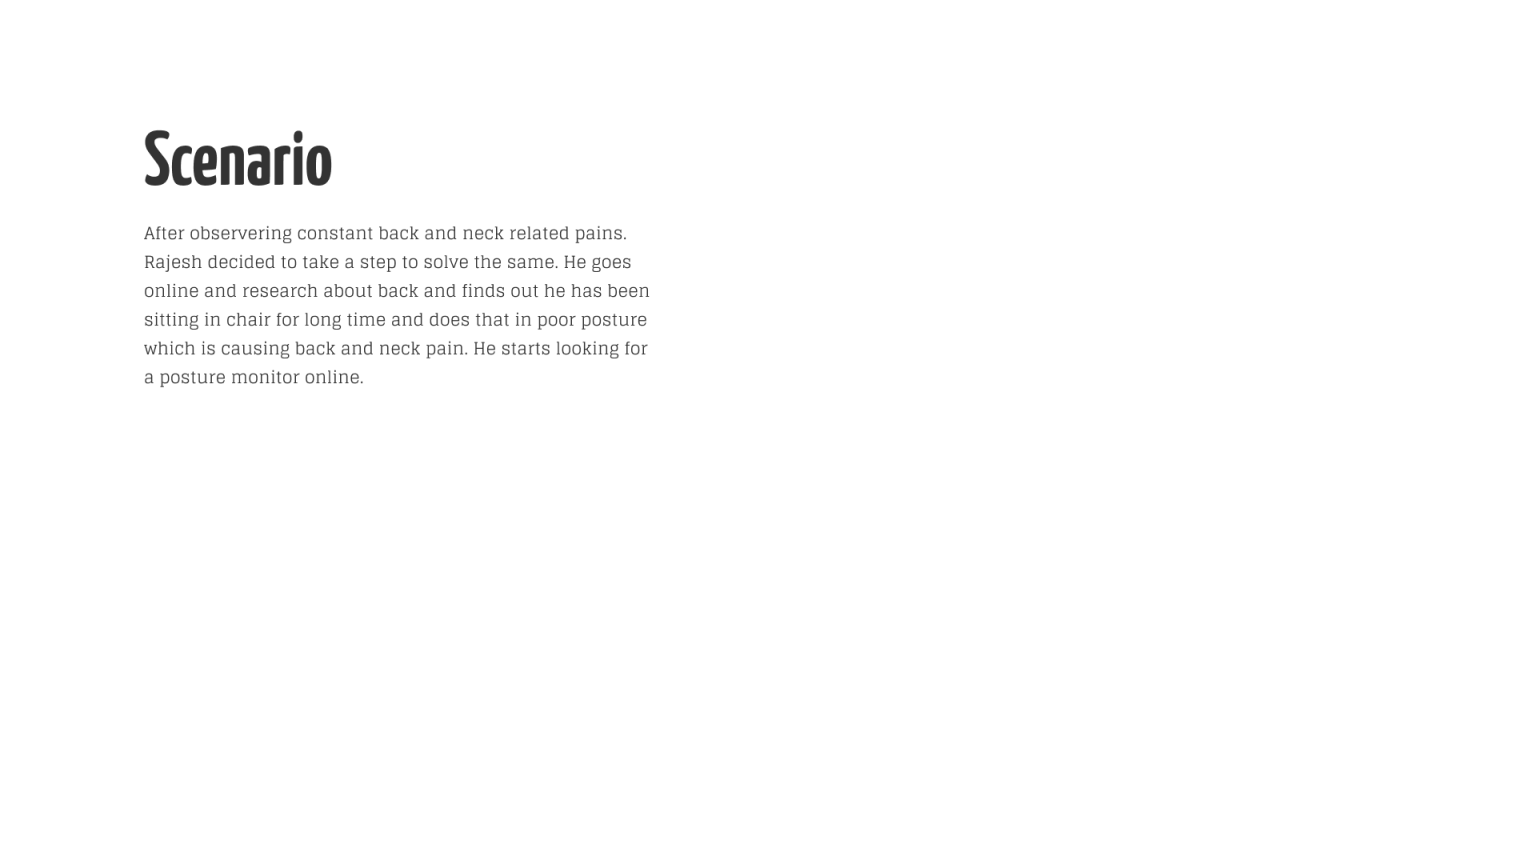 Scenario
After observering constant back and neck related pains.
Rajesh decided to take a step to solve the same. He goes
online and research about back and finds out he has been
sitting in chair for long time and does that in poor posture
which is causing back and neck pain. He starts looking for
a posture monitor online.